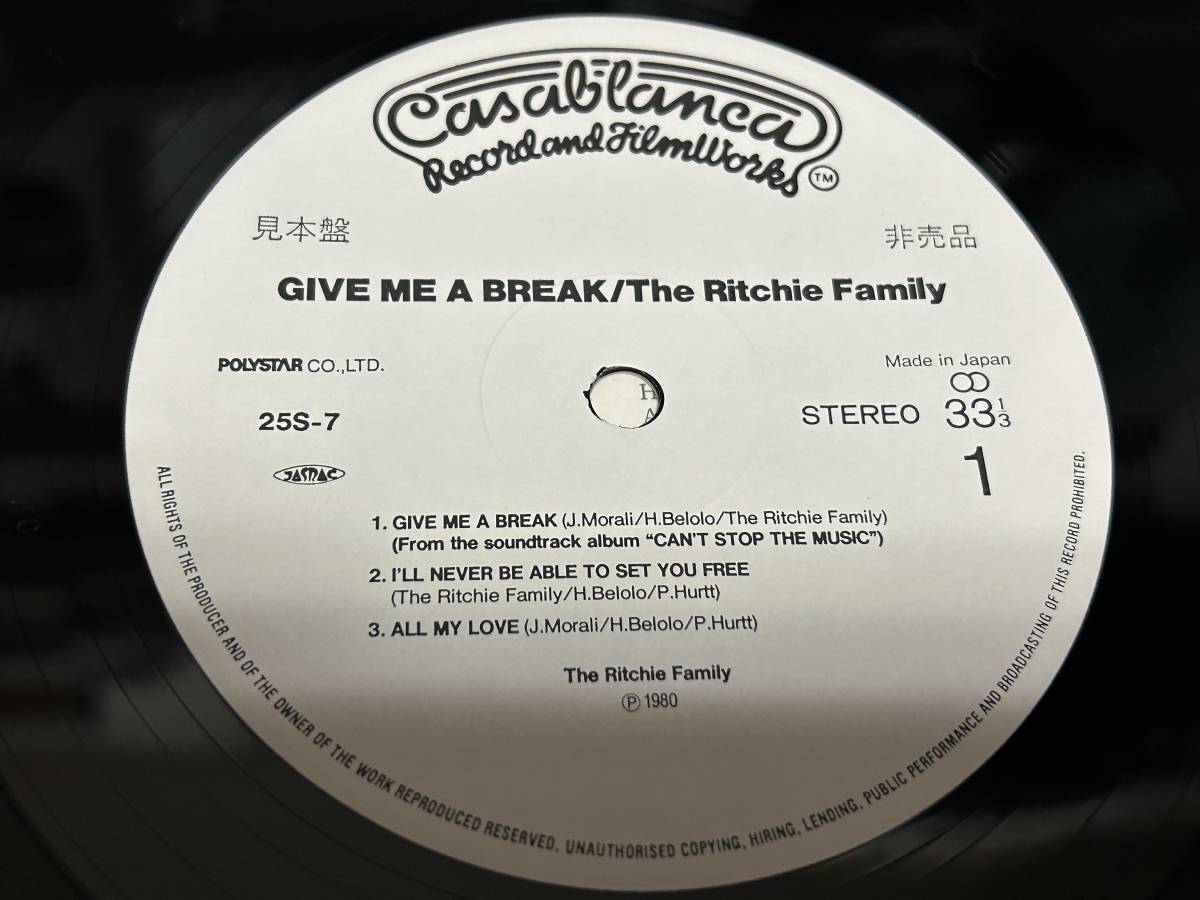 Casablanca
Record and FilmWorks
TM
見本盤
非売品
GIVE ME A BREAK/The Ritchie Family
POLYSTAR CO.,LTD.
Made in Japan
25S-7
STEREO 33 1/3
JASRAC
1
1. GIVE ME A BREAK (J.Morali/H.Belolo/The Ritchie Family)
(From the soundtrack album “CAN'T STOP THE MUSIC”)
2. I'LL NEVER BE ABLE TO SET YOU FREE
(The Ritchie Family/H.Belolo/P.Hurtt)
3. ALL MY LOVE (J.Morali/H.Belolo/P.Hurtt)
The Ritchie Family
Ⓟ 1980
ALL RIGHTS OF THE PRODUCER AND OF THE OWNER OF THE WORK REPRODUCED RESERVED. UNAUTHORISED COPYING, HIRING, LENDING, PUBLIC PERFORMANCE AND BROADCASTING OF THIS RECORD PROHIBITED.